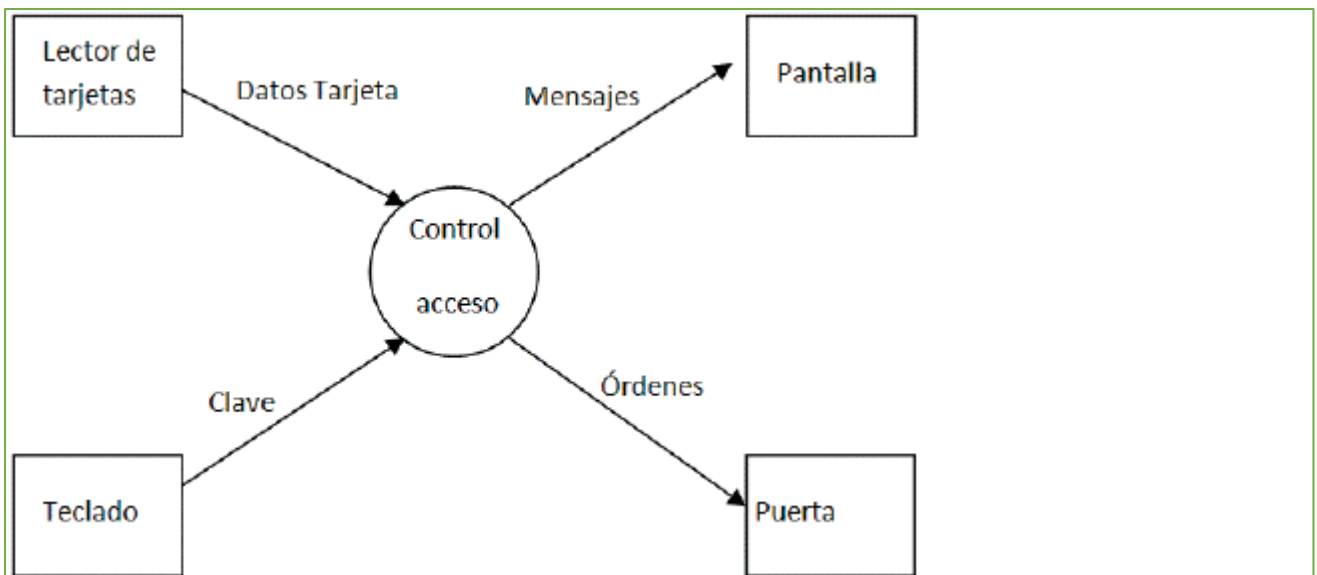 Lector de
tarjetas
Datos Tarjeta
Mensajes
Pantalla
Control
acceso
Clave
Órdenes
Teclado
Puerta